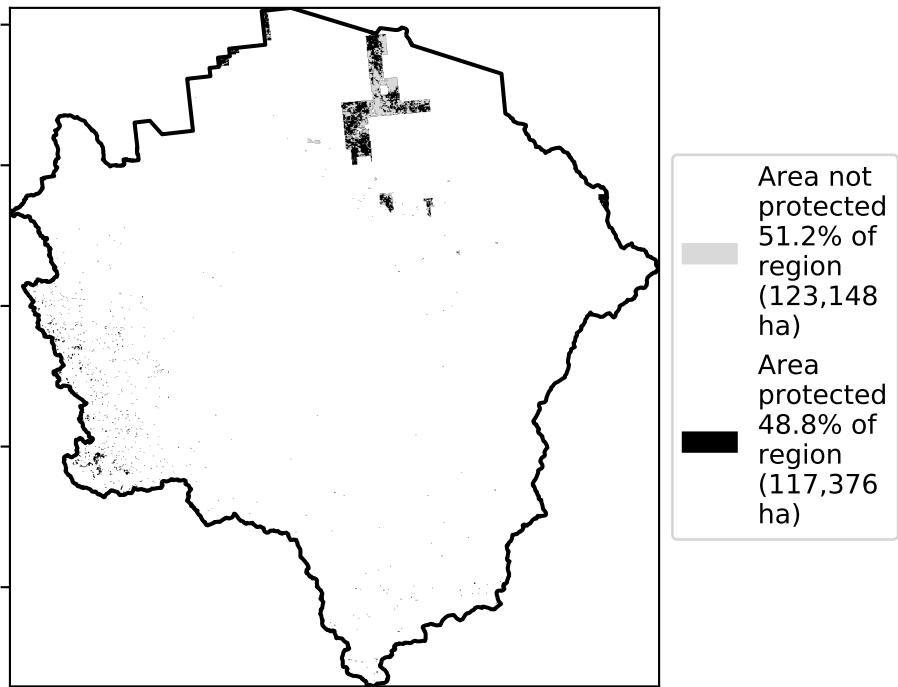 Area not
protected
51.2% of
region
(123,148
ha)
Area
protected
48.8% of
region
(117,376
ha)